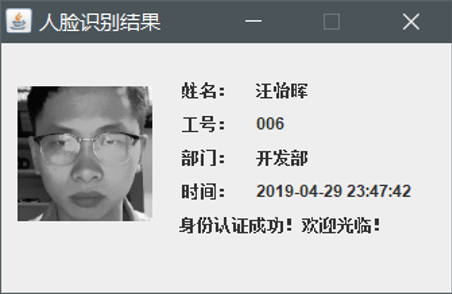 人脸识别结果
姓名： 汪怡晖
工号： 006
部门： 开发部
时间： 2019-04-29 23:47:42
身份认证成功！欢迎光临！